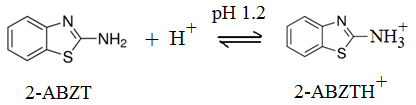 pH 1.2
N
NH₂ + H⁺ ⇌ N
S
NH₃⁺
S
2-ABZT
2-ABZTH⁺